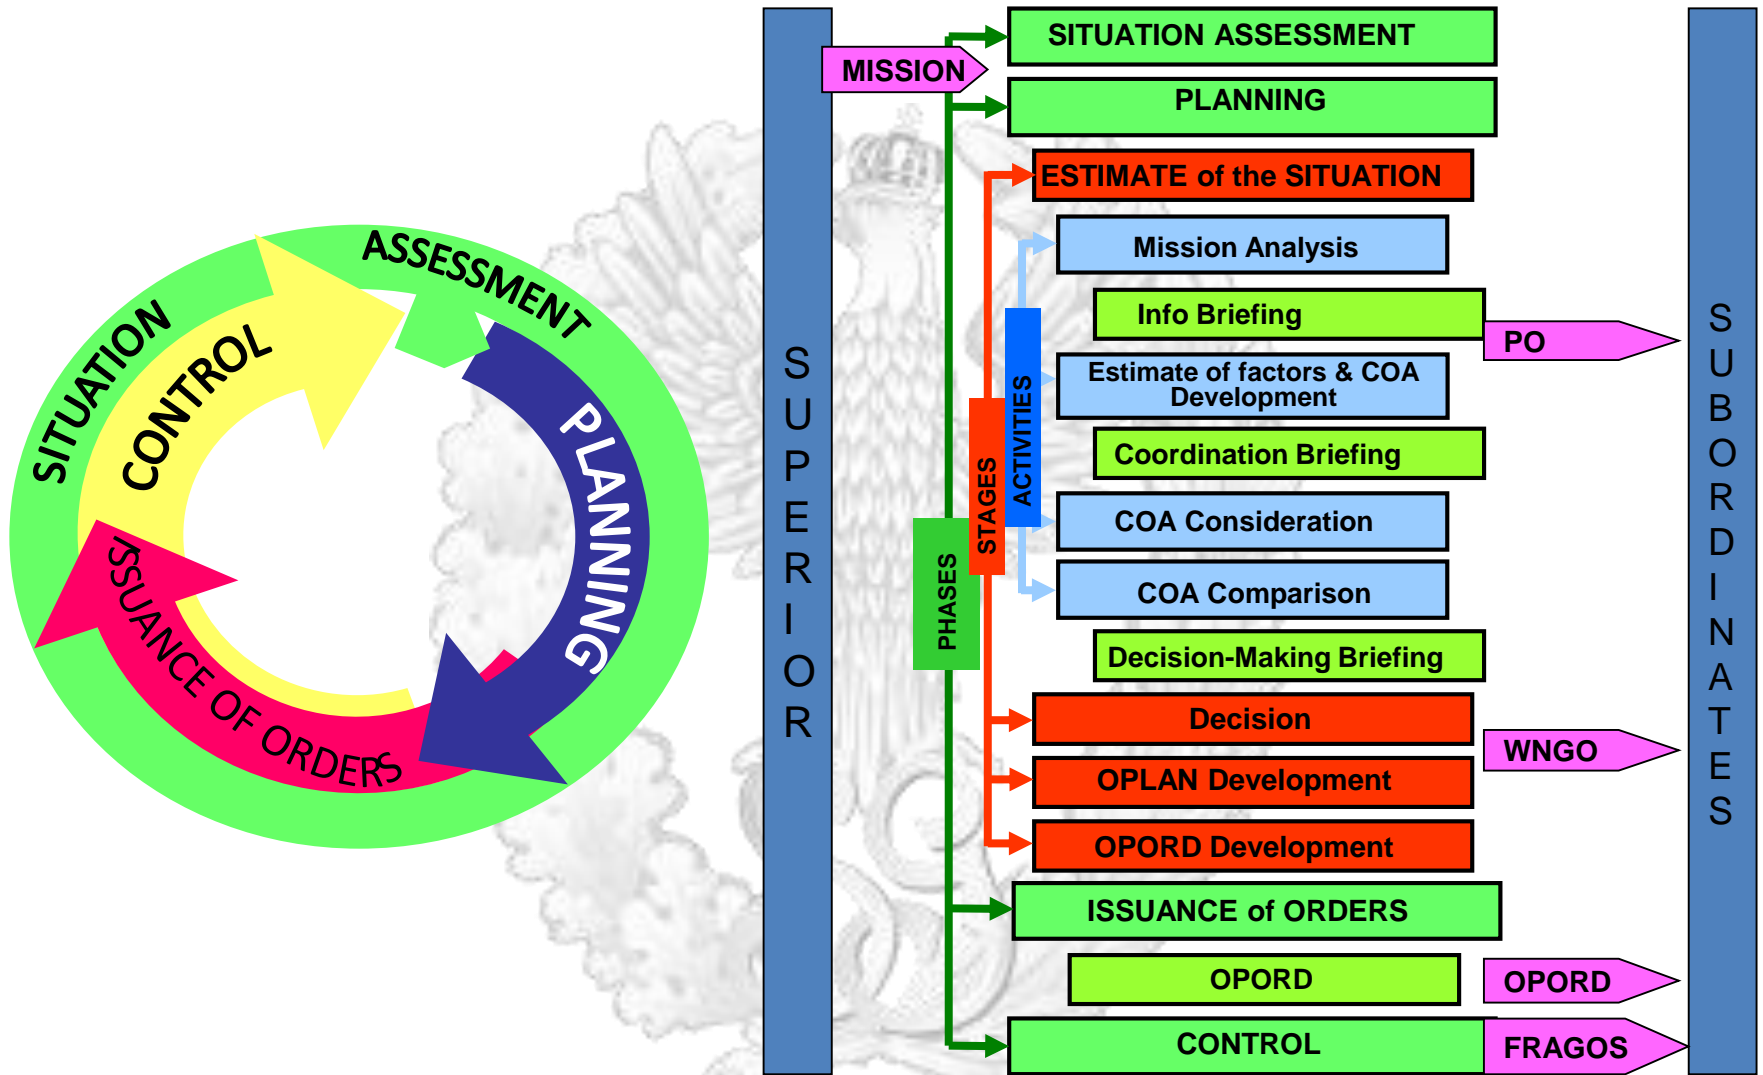 SITUATION
ASSESSMENT
CONTROL
PLANNING
ISSUANCE OF ORDERS
SUPERIOR
MISSION
PHASES
STAGES
ACTIVITIES
SITUATION ASSESSMENT
PLANNING
ESTIMATE of the SITUATION
Mission Analysis
Info Briefing
PO
Estimate of factors & COA
Development
Coordination Briefing
COA Consideration
COA Comparison
Decision-Making Briefing
Decision
WNGO
OPLAN Development
OPORD Development
ISSUANCE of ORDERS
OPORD
OPORD
CONTROL
FRAGOS
SUBORDINATES